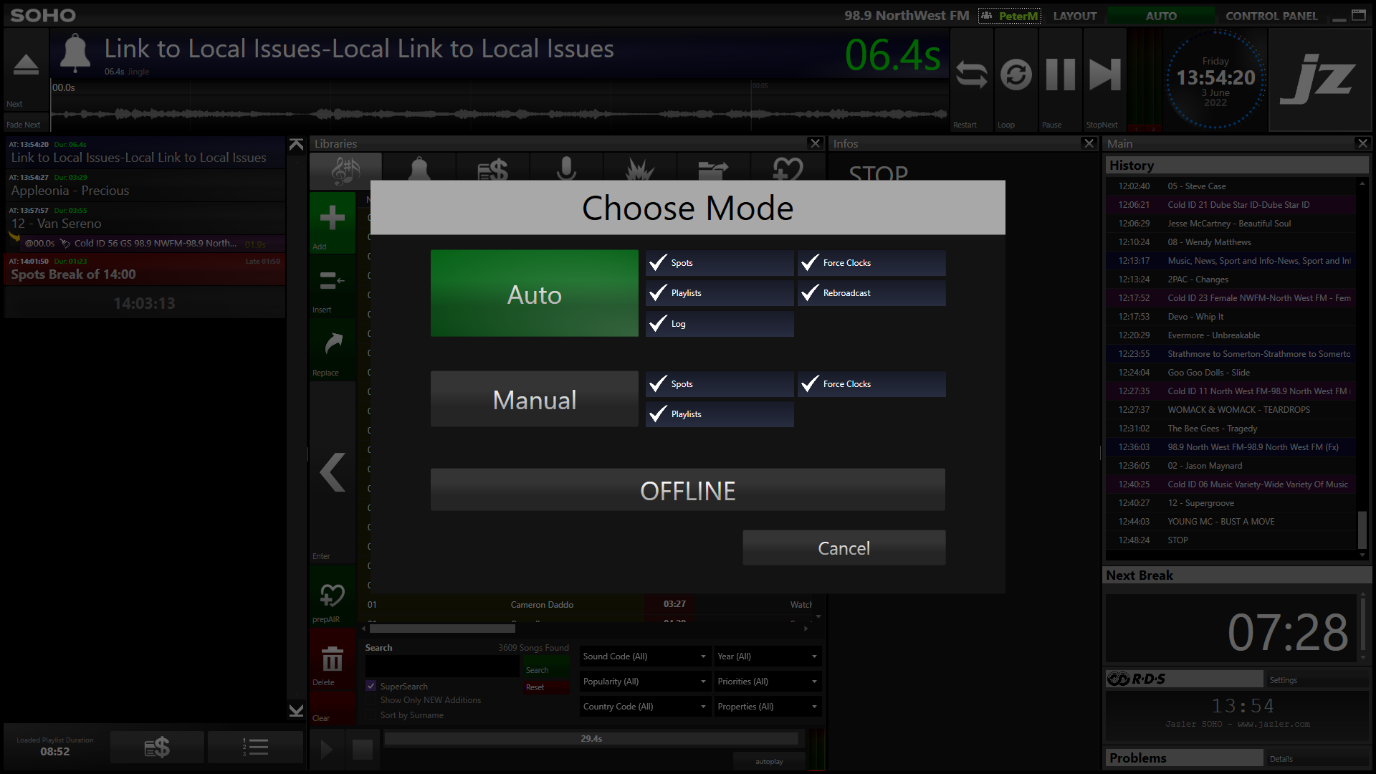 SOHO
98.9 NorthWest FM
PeterM
LAYOUT
AUTO
CONTROL PANEL
Link to Local Issues-Local Link to Local Issues
06.4s Jingle
06.4s
Next
Fade Next
00.0s
00:05
Restart
Loop
Pause
StopNext
Friday
13:54:20
3 June
2022
jz
AT: 13:54:20 Dur: 06.4s
Link to Local Issues-Local Link to Local Issues
AT: 13:54:27 Dur: 03:29
Appleonia - Precious
AT: 13:57:57 Dur: 03:55
12 - Van Sereno
@00.0s Cold ID 56 GS 98.9 NWFM-98.9 North... 01.9s
AT: 14:01:50 Dur: 01:23 Late 01:50
Spots Break of 14:00
14:03:13
Loaded Playlist Duration
08:52
Libraries
Add
Insert
Replace
Enter
prepAIR
Delete
Clear
Infos
STOP
Choose Mode
Auto
Spots
Force Clocks
Playlists
Rebroadcast
Log
Manual
Spots
Force Clocks
Playlists
OFFLINE
Cancel
01 Cameron Daddo 03:27 Watch
Search
3609 Songs Found
Search
Reset
SuperSearch
Show Only NEW Additions
Sort by Surname
Sound Code (All)
Year (All)
Popularity (All)
Priorities (All)
Country Code (All)
Properties (All)
29.4s
autoplay
Main
History
12:02:40 05 - Steve Case
12:06:21 Cold ID 21 Dube Star ID-Dube Star ID
12:06:29 Jesse McCartney - Beautiful Soul
12:10:24 08 - Wendy Matthews
12:13:17 Music, News, Sport and Info-News, Sport and Inf
12:13:24 2PAC - Changes
12:17:52 Cold ID 23 Female NWFM-North West FM - Fem
12:17:53 Devo - Whip It
12:20:29 Evermore - Unbreakable
12:23:55 Strathmore to Somerton-Strathmore to Somerto
12:24:04 Goo Goo Dolls - Slide
12:27:35 Cold ID 11 North West FM-98.9 North West FM (
12:27:37 WOMACK & WOMACK - TEARDROPS
12:31:02 The Bee Gees - Tragedy
12:36:03 98.9 North West FM-98.9 North West FM (Fx)
12:36:05 02 - Jason Maynard
12:40:25 Cold ID 06 Music Variety-Wide Variety Of Music
12:40:27 12 - Supergroove
12:44:03 YOUNG MC - BUST A MOVE
12:48:24 STOP
Next Break
07:28
R·D·S
Settings
13:54
Jazler SOHO - www.jazler.com
Problems
Details